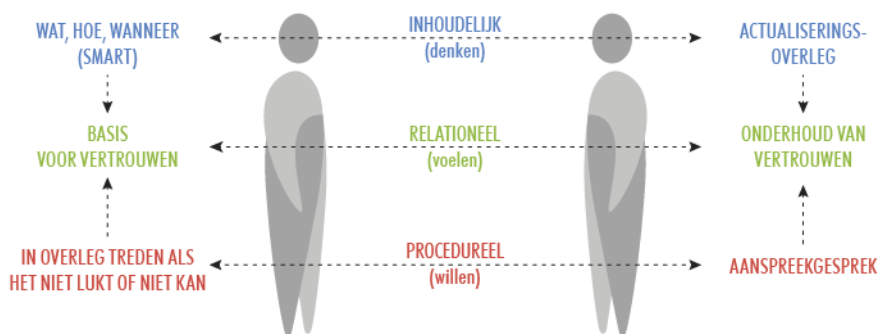 WAT, HOE, WANNEER
(SMART)
INHOUDELIJK
(denken)
ACTUALISERINGS-
OVERLEG
BASIS
VOOR VERTROUWEN
RELATIONEEL
(voelen)
ONDERHOUD VAN
VERTROUWEN
IN OVERLEG TREDEN ALS
HET NIET LUKT OF NIET KAN
PROCEDUREEL
(willen)
AANSPREEKGESPREK